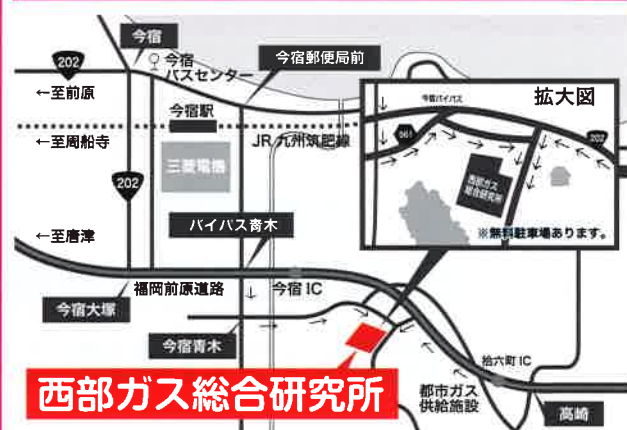 今宿
202
今宿
バスセンター
今宿郵便局前
←至前原
今宿駅
JR 九州筑肥線
←至周船寺
三菱電機
202
←至唐津
バイパス青木
福岡前原道路
今宿IC
今宿大塚
今宿青木
拾六町IC
西部ガス総合研究所
都市ガス
供給施設
高崎
拡大図
今宿バイパス
561
202
西部ガス
総合研究所
※無料駐車場あります。